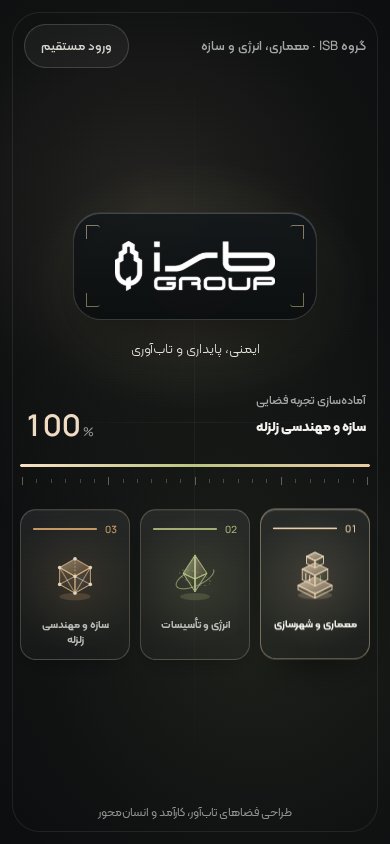 گروه ISB · معماری، انرژی و سازه
ورود مستقیم
isb
GROUP
ایمنی، پایداری و تاب‌آوری
آماده‌سازی تجربه فضایی
سازه و مهندسی زلزله
100%
01
معماری و شهرسازی
02
انرژی و تأسیسات
03
سازه و مهندسی
زلزله
طراحی فضاهای تاب‌آور، کارآمد و انسان‌محور